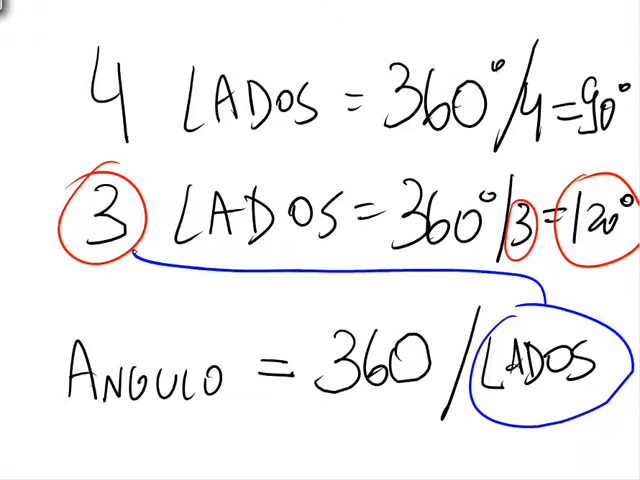 4 LADOS = 360°/4 = 90°
3 LADOS = 360°/3 = 120°
ANGULO = 360 / LADOS